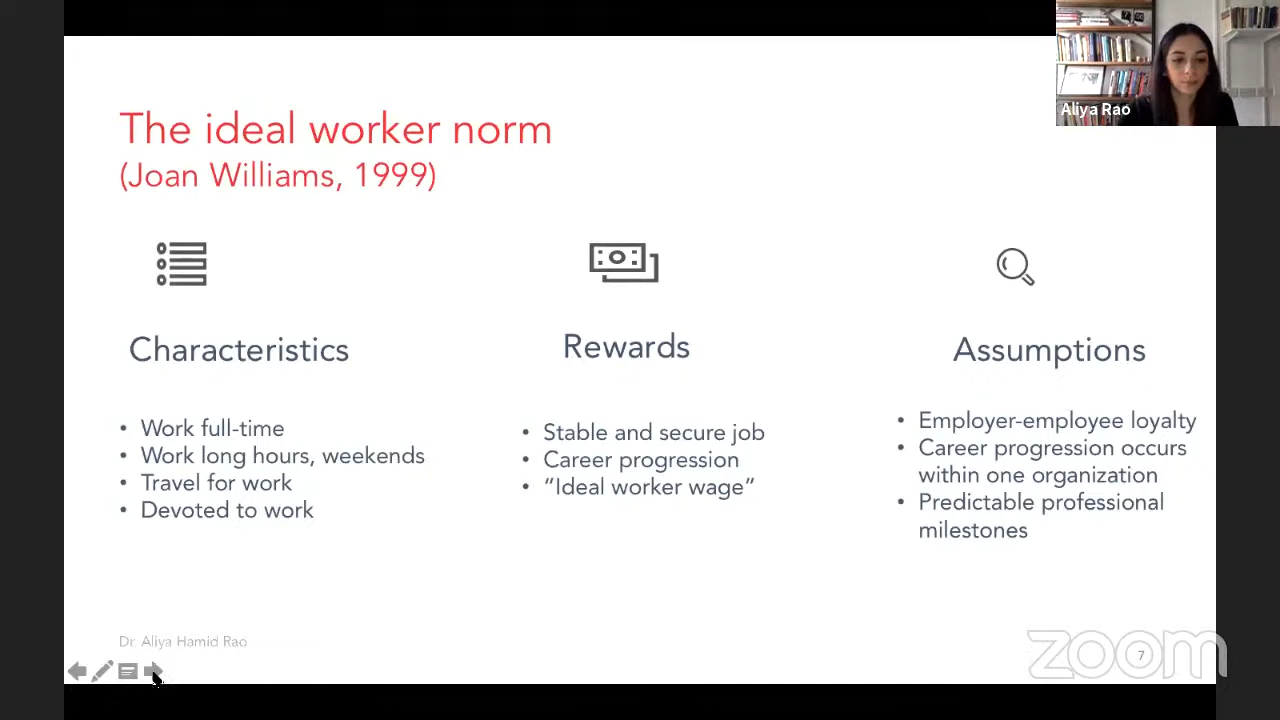 Aliya Rao
The ideal worker norm
(Joan Williams, 1999)
Characteristics
• Work full-time
• Work long hours, weekends
• Travel for work
• Devoted to work
Rewards
• Stable and secure job
• Career progression
• “Ideal worker wage”
Assumptions
• Employer-employee loyalty
• Career progression occurs
within one organization
• Predictable professional
milestones
Dr. Aliya Hamid Rao
7
zoom